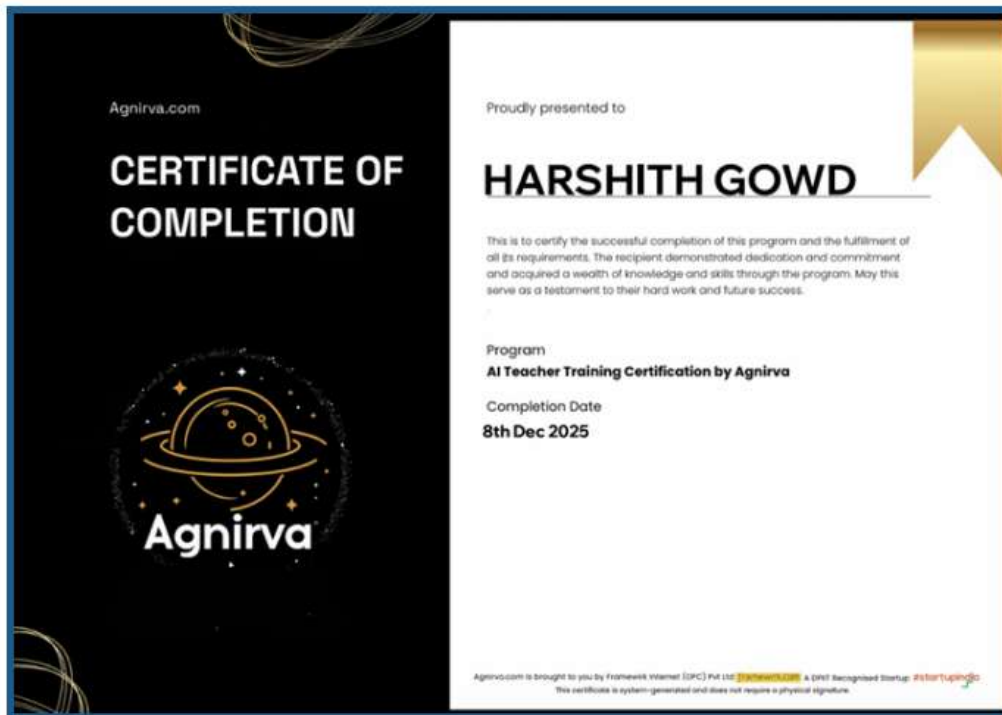 Agnirva.com
CERTIFICATE OF
COMPLETION
Agnirva
Proudly presented to
HARSHITH GOWD
This is to certify the successful completion of this program and the fulfillment of
all its requirements. The recipient demonstrated dedication and commitment
and acquired a wealth of knowledge and skills through the program. May this
serve as a testament to their hard work and future success.
Program
AI Teacher Training Certification by Agnirva
Completion Date
8th Dec 2025
Agnirva.com is brought to you by Framewirk Internet (OPC) Pvt Ltd A DPIIT Recognised Startup #startupindia
This certificate is system-generated and does not require a physical signature.